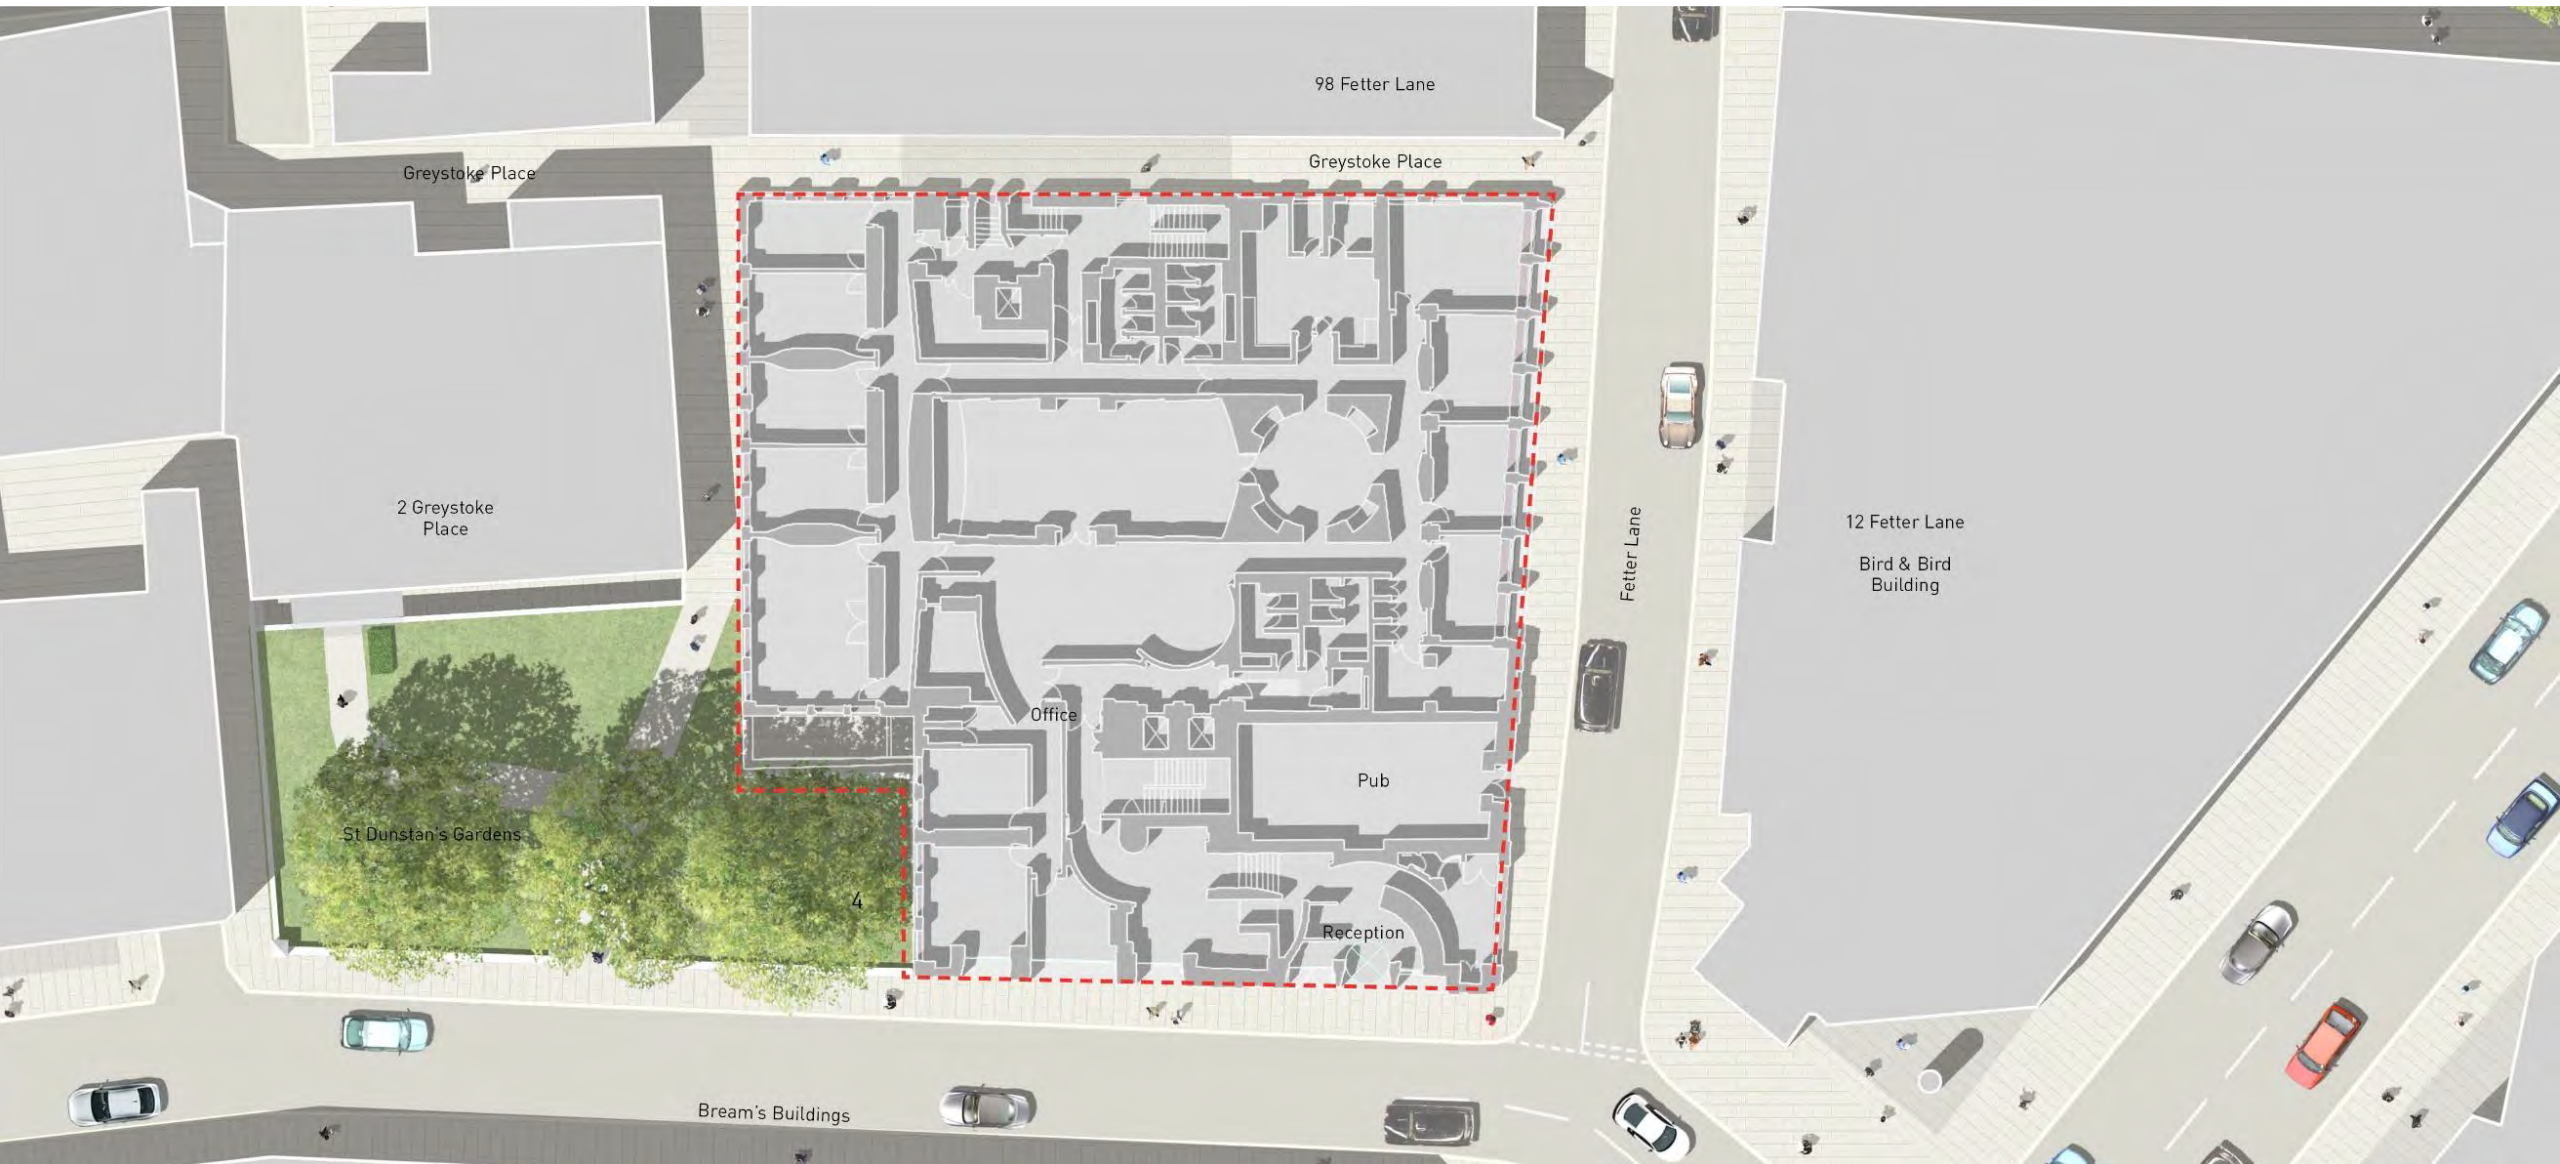 98 Fetter Lane
Greystoke Place
Greystoke Place
2 Greystoke
Place
Fetter Lane
12 Fetter Lane
Bird & Bird
Building
Office
Pub
St Dunstan's Gardens
4
Reception
Bream's Buildings